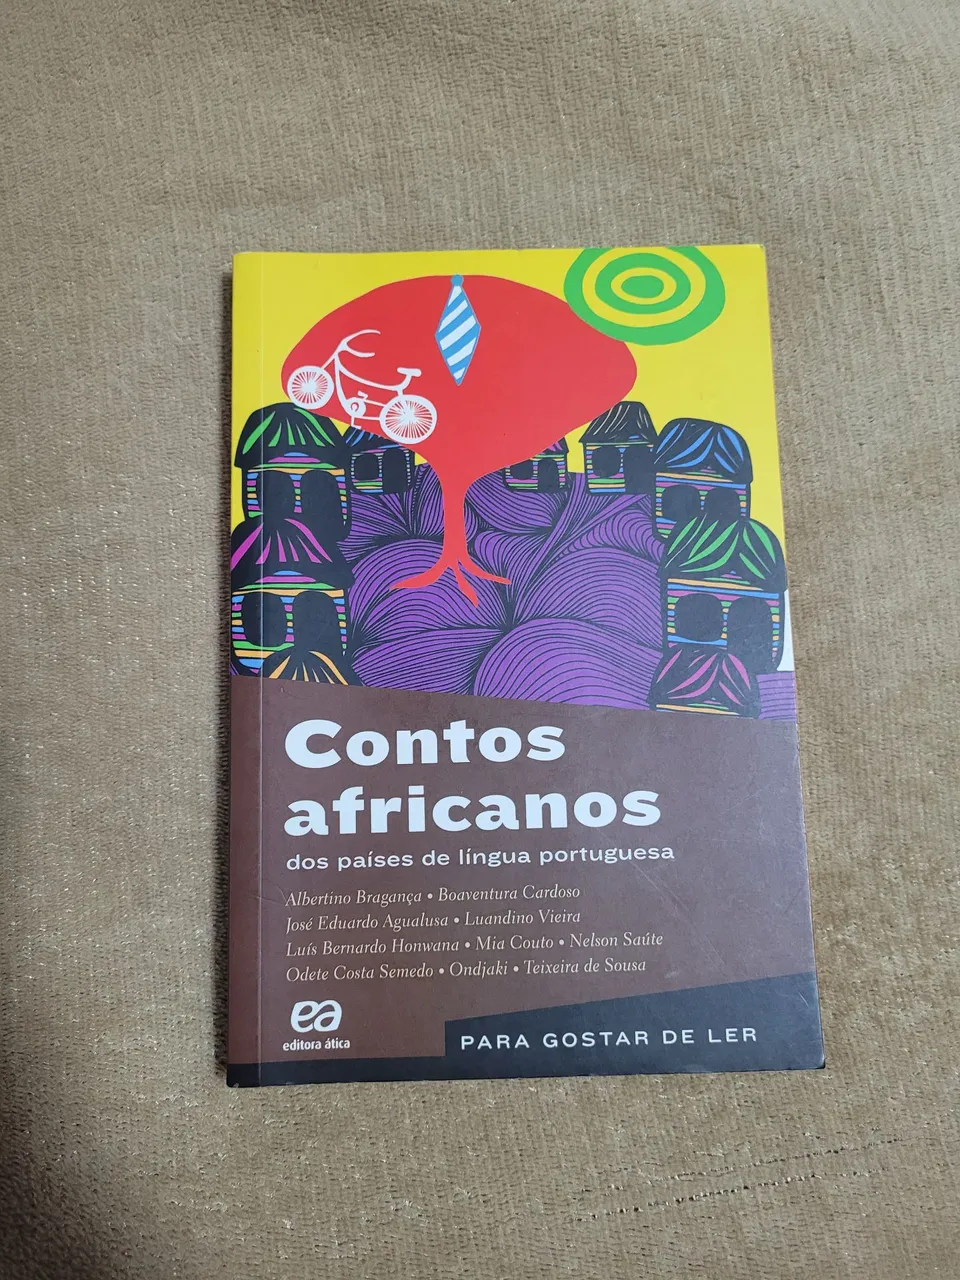 Contos
africanos
dos países de língua portuguesa
Albertino Bragança • Boaventura Cardoso
José Eduardo Agualusa • Luandino Vieira
Luís Bernardo Honwana • Mia Couto • Nelson Saúte
Odete Costa Semedo • Ondjaki • Teixeira de Sousa
ea
editora ática
PARA GOSTAR DE LER